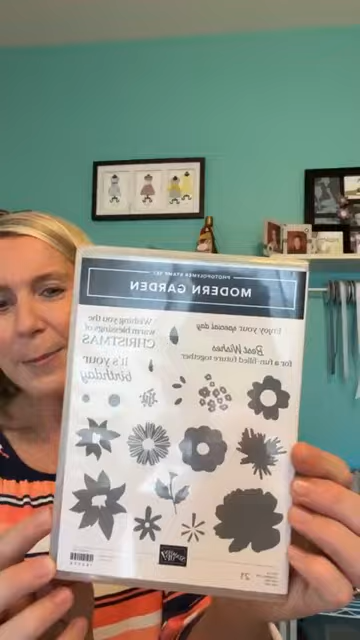 PHOTOPOLYMER STAMP SET
MODERN GARDEN
Wishing you the
warm blessings of
CHRISTMAS
it's your
birthday
Enjoy your special day
Best Wishes
for a fun-filled future together
21